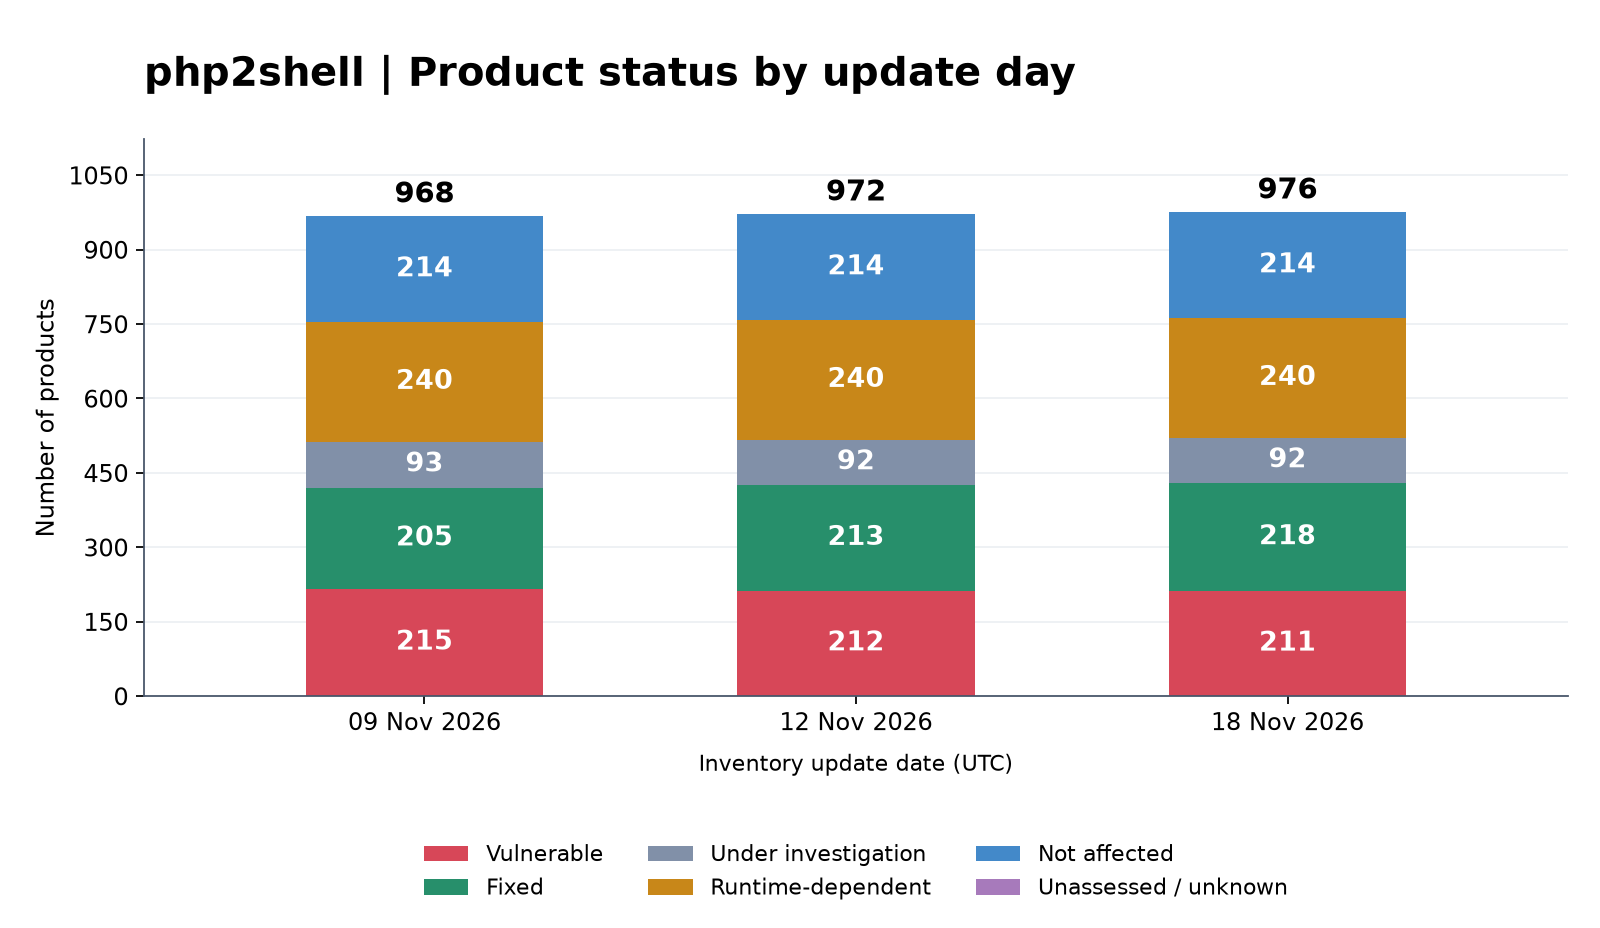 php2shell | Product status by update day
Number of products
1050
900
750
600
450
300
150
0
968
972
976
214
214
214
240
240
240
93
92
92
205
213
218
215
212
211
09 Nov 2026
12 Nov 2026
18 Nov 2026
Inventory update date (UTC)
Vulnerable
Under investigation
Not affected
Fixed
Runtime-dependent
Unassessed / unknown